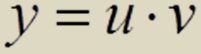 y = u · v